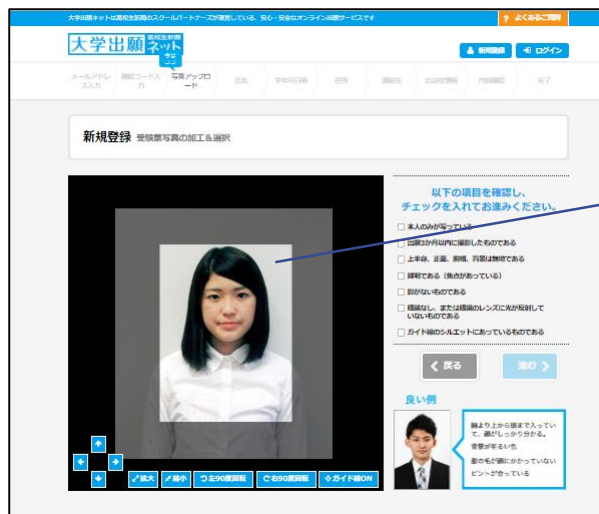 大学出願ネットは高校生新聞のスクールパートナーズが運営している、安心・安全なオンライン出願サービスです
? よくあるご質問
大学出願
高校生新聞
ネット
新規登録
ログイン
メールアドレス入力
確認コード入力
写真アップロード
氏名
生年月日等
住所
連絡先
出身校情報
内容確認
完了
新規登録 受験票写真の加工&選択
以下の項目を確認し、
チェックを入れてお進みください。
本人のみが写っている
出願3か月以内に撮影したものである
上半身、正面、脱帽、背景は無地である
鮮明である（焦点があっている）
影がないものである
眼鏡なし、または眼鏡のレンズに光が反射して
いないものである
ガイド線のシルエットにあっているものである
戻る
進む
良い例
胸より上から頭まで入ってい
て、顔がしっかり分かる。
背景が明るい色
髪の毛が顔にかかっていない
ピントが合っている
拡大
縮小
左90度回転
右90度回転
ガイド線ON